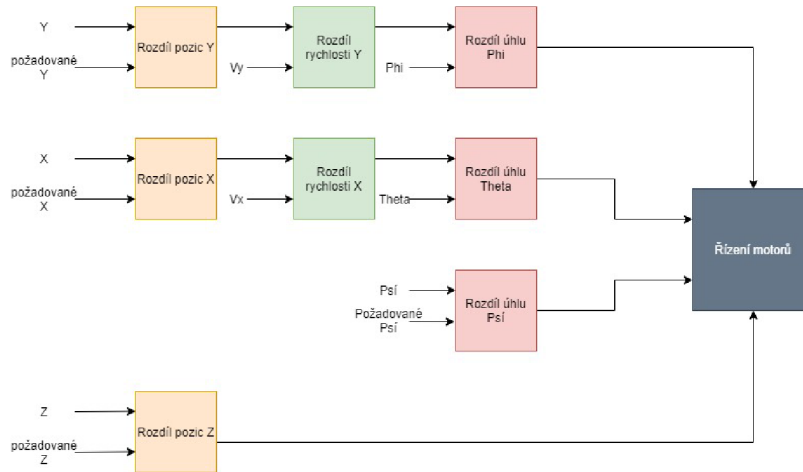 Y
požadované
Y
Rozdíl pozic Y
Vy
Rozdíl
rychlosti Y
Phi
Rozdíl úhlu
Phi
X
požadované
X
Rozdíl pozic X
Vx
Rozdíl
rychlosti X
Theta
Rozdíl úhlu
Theta
Řízení motorů
Psí
Požadované
Psí
Rozdíl úhlu
Psí
Z
požadované
Z
Rozdíl pozic Z